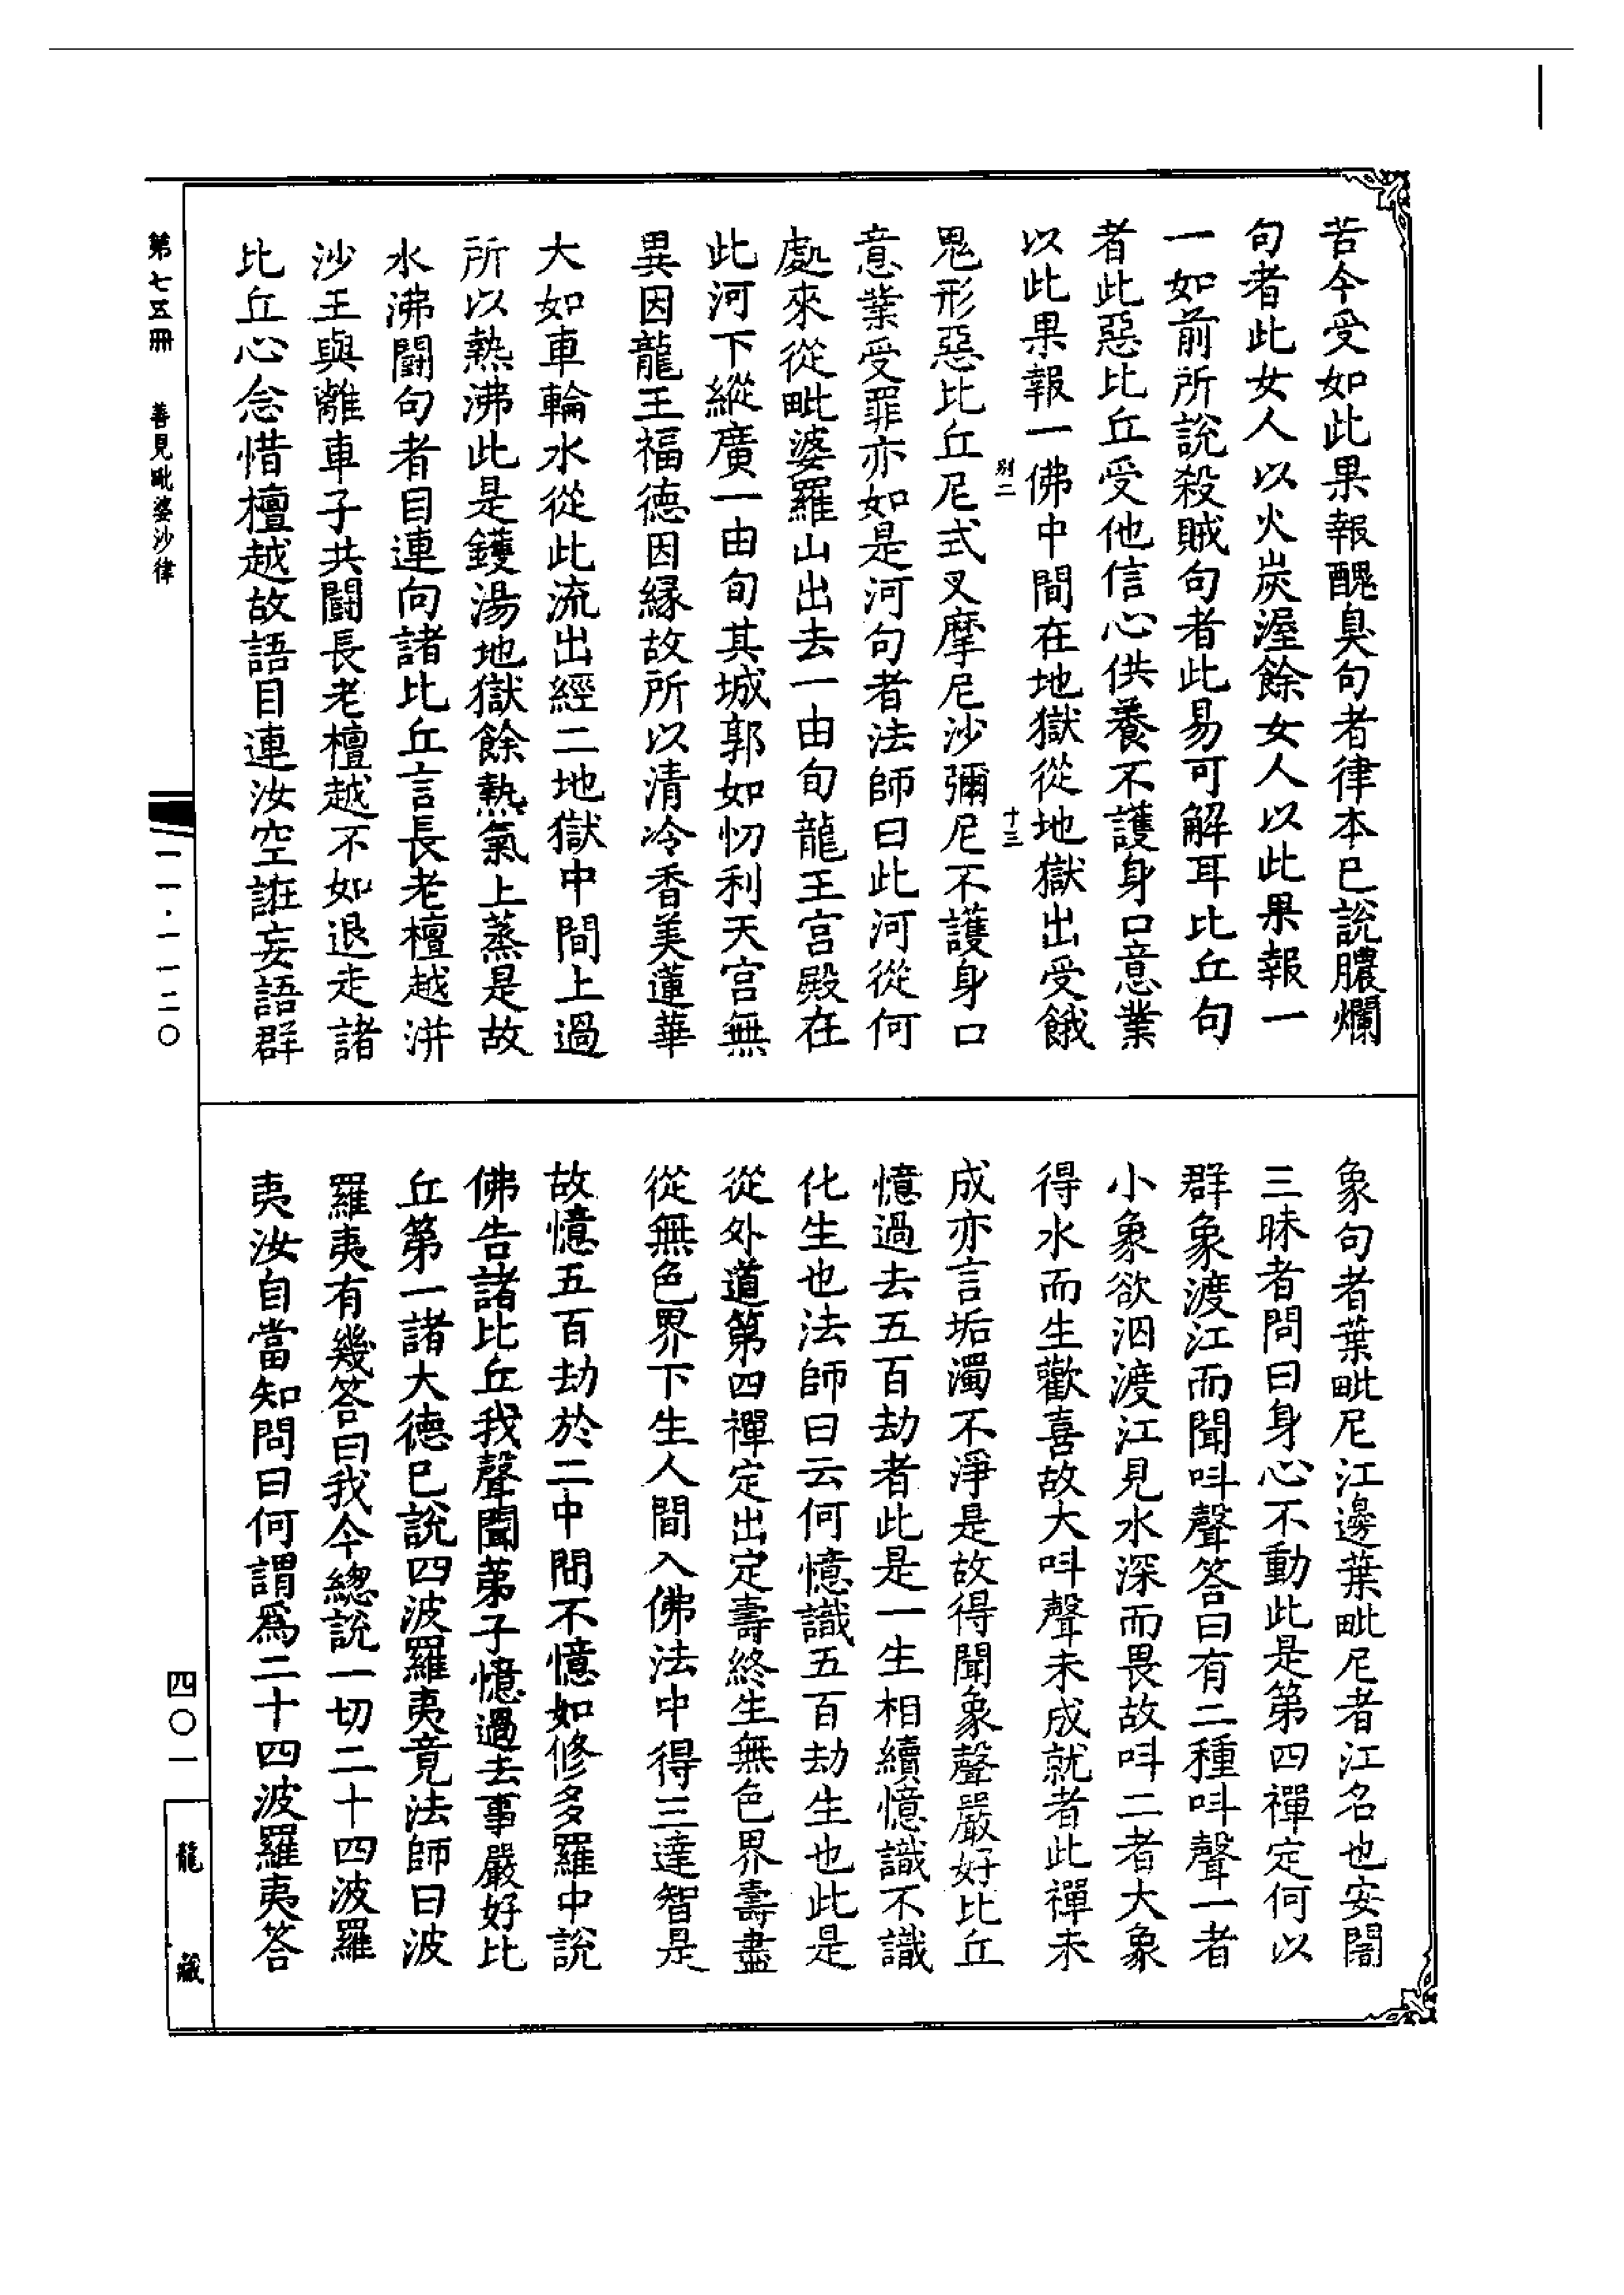 苦今受如此果報醜臭句者律本已說膿爛
句者此女人以火炭渥餘女人以此果報一
一如前所說殺賊句者此易可解耳比丘句
者此惡比丘受他信心供養不護身口意業
以此果報一佛中間在地獄從地獄出受餓
別二
十三
鬼形惡比丘尼式叉摩尼沙彌尼不護身口
意業受罪亦如是河句者法師曰此河從何
處來從毗婆羅山出去一由旬龍王宮殿在
此河下縱廣一由旬其城郭如忉利天宮無
異因龍王福德因緣故所以清冷香美蓮華
大如車輪水從此流出經二地獄中間上過
所以熱沸此是鑊湯地獄餘熱氣上蒸是故
水沸鬪句者目連向諸比丘言長老檀越洴
沙王與離車子共鬪長老檀越不如退走諸
比丘心念惜檀越故語目連汝空誑妄語群
象句者葉毗尼江邊葉毗尼者江名也安闍
三昧者問曰身心不動此是第四禪定何以
群象渡江而聞呌聲答曰有二種呌聲一者
小象欲泅渡江見水深而畏故呌二者大象
得水而生歡喜故大呌聲未成就者此禪未
成亦言垢濁不淨是故得聞象聲嚴好比丘
憶過去五百劫者此是一生相續憶識不識
化生也法師曰云何憶識五百劫生也此是
從外道第四禪定出定壽終生無色界壽盡
從無色界下生人間入佛法中得三達智是
故憶五百劫於二中間不憶如修多羅中說
佛告諸比丘我聲聞弟子憶過去事嚴好比
丘第一諸大德已說四波羅夷竟法師曰波
羅夷有幾答曰我今總說一切二十四波羅
夷汝自當知問曰何謂爲二十四波羅夷答
第七五冊 善見毗婆沙律
一一·一一二〇
四〇一
龍藏